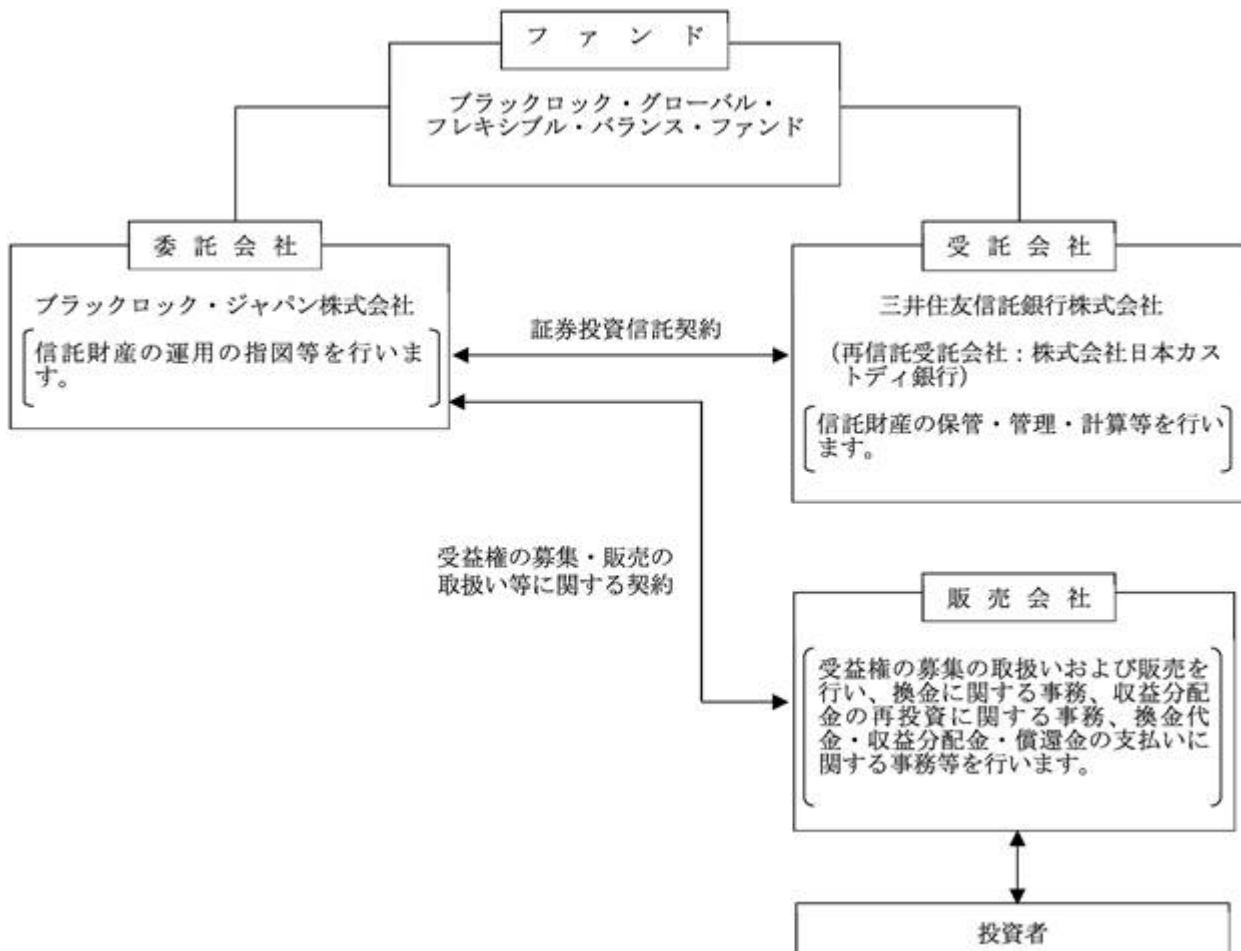 ファンド
ブラックロック・グローバル・
フレキシブル・バランス・ファンド
委託会社
ブラックロック・ジャパン株式会社
信託財産の運用の指図等を行いま
す。
証券投資信託契約
受託会社
三井住友信託銀行株式会社
（再信託受託会社：株式会社日本カス
トディ銀行）
信託財産の保管・管理・計算等を行い
ます。
受益権の募集・販売の
取扱い等に関する契約
販売会社
受益権の募集の取扱いおよび販売を
行い、換金に関する事務、収益分配
金の再投資に関する事務、換金代
金・収益分配金・償還金の支払いに
関する事務等を行います。
投資者